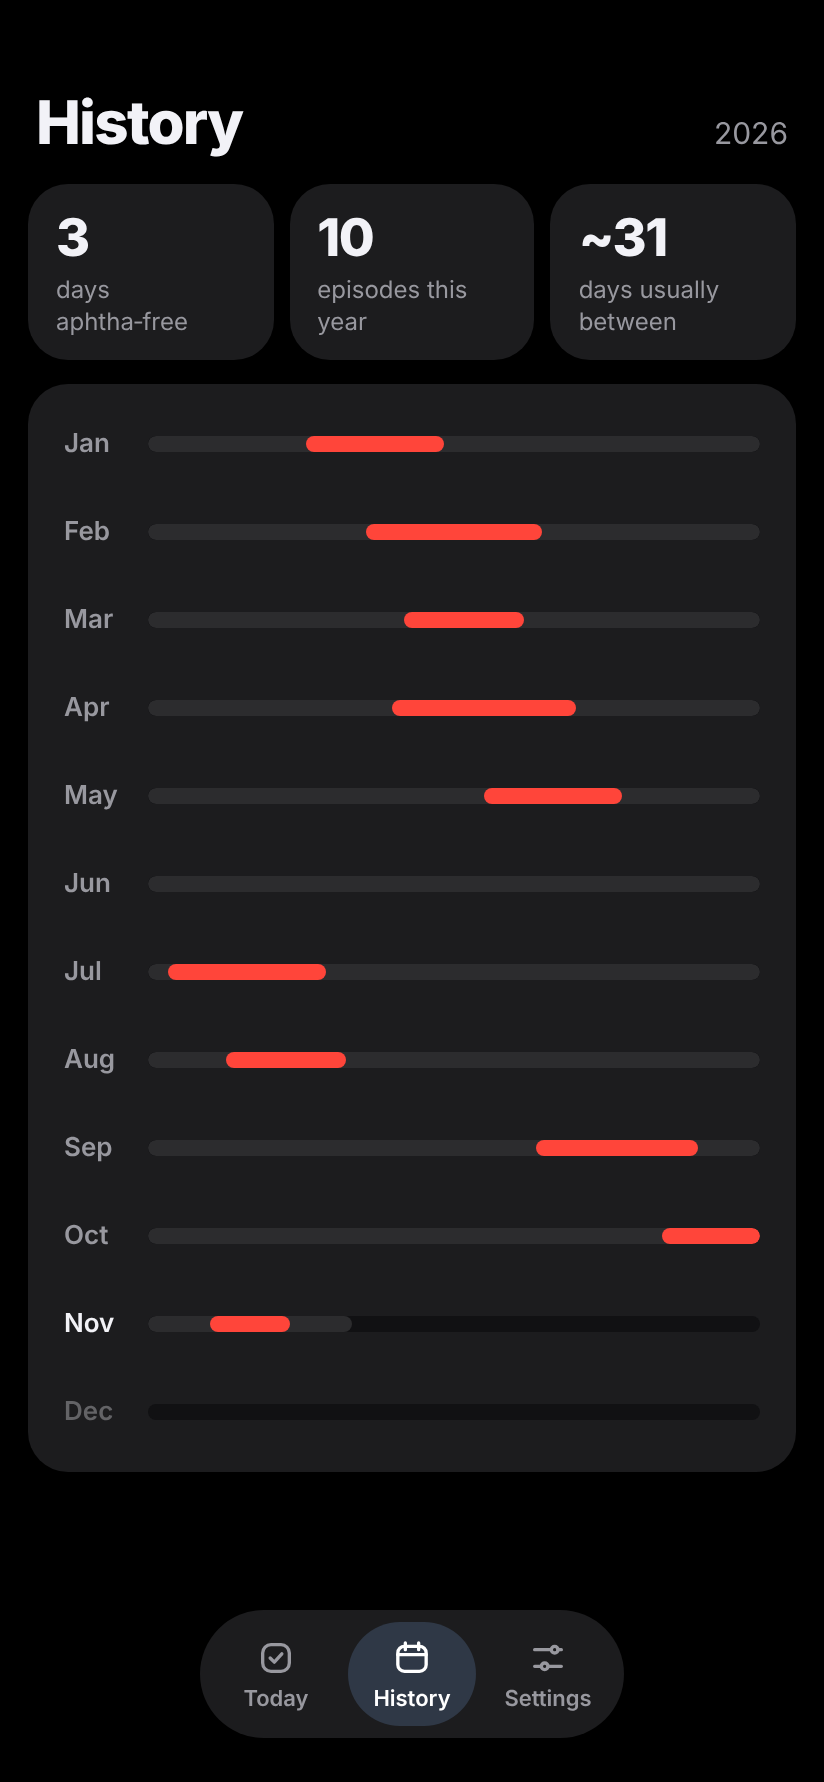 History
2026
3
days
aphtha-free
10
episodes this
year
~31
days usually
between
Jan
Feb
Mar
Apr
May
Jun
Jul
Aug
Sep
Oct
Nov
Dec
Today
History
Settings